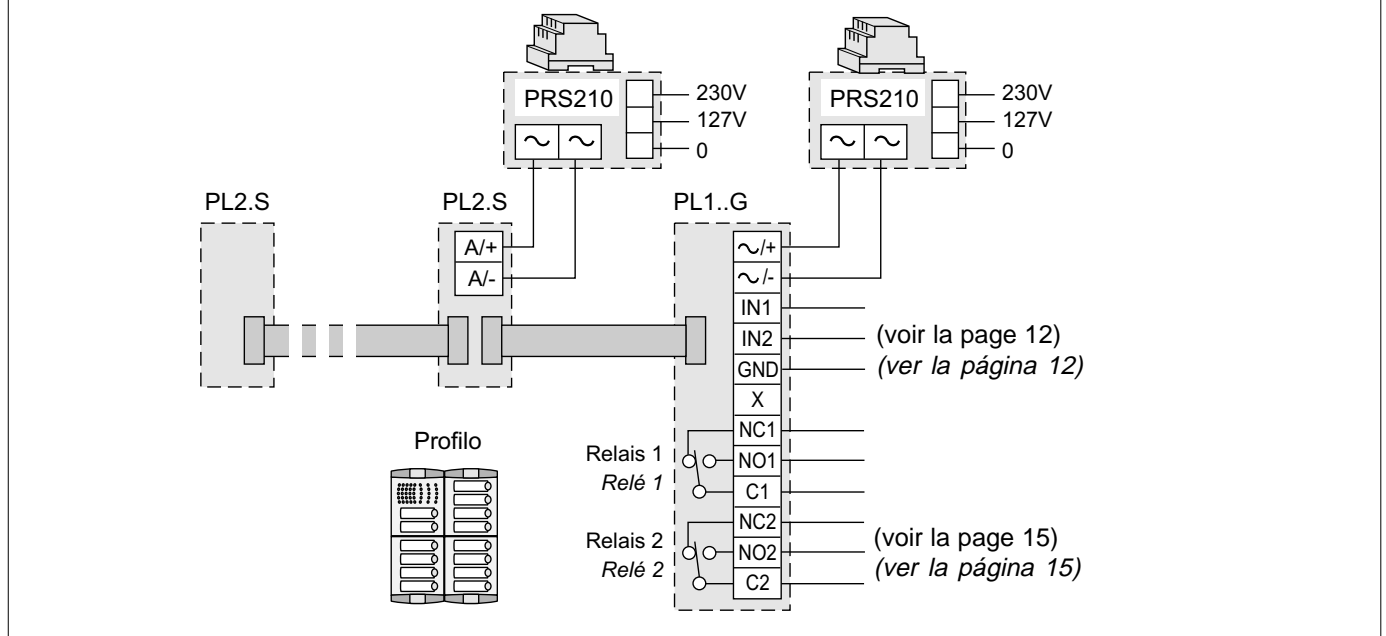 PRS210
230V
127V
0
PRS210
230V
127V
0
PL2.S
PL2.S
PL1..G
A/+
A/-
~/+
~/-
IN1
IN2
GND
X
NC1
NO1
C1
NC2
NO2
C2
(voir la page 12)
(ver la página 12)
Profilo
Relais 1
Relé 1
Relais 2
Relé 2
(voir la page 15)
(ver la página 15)